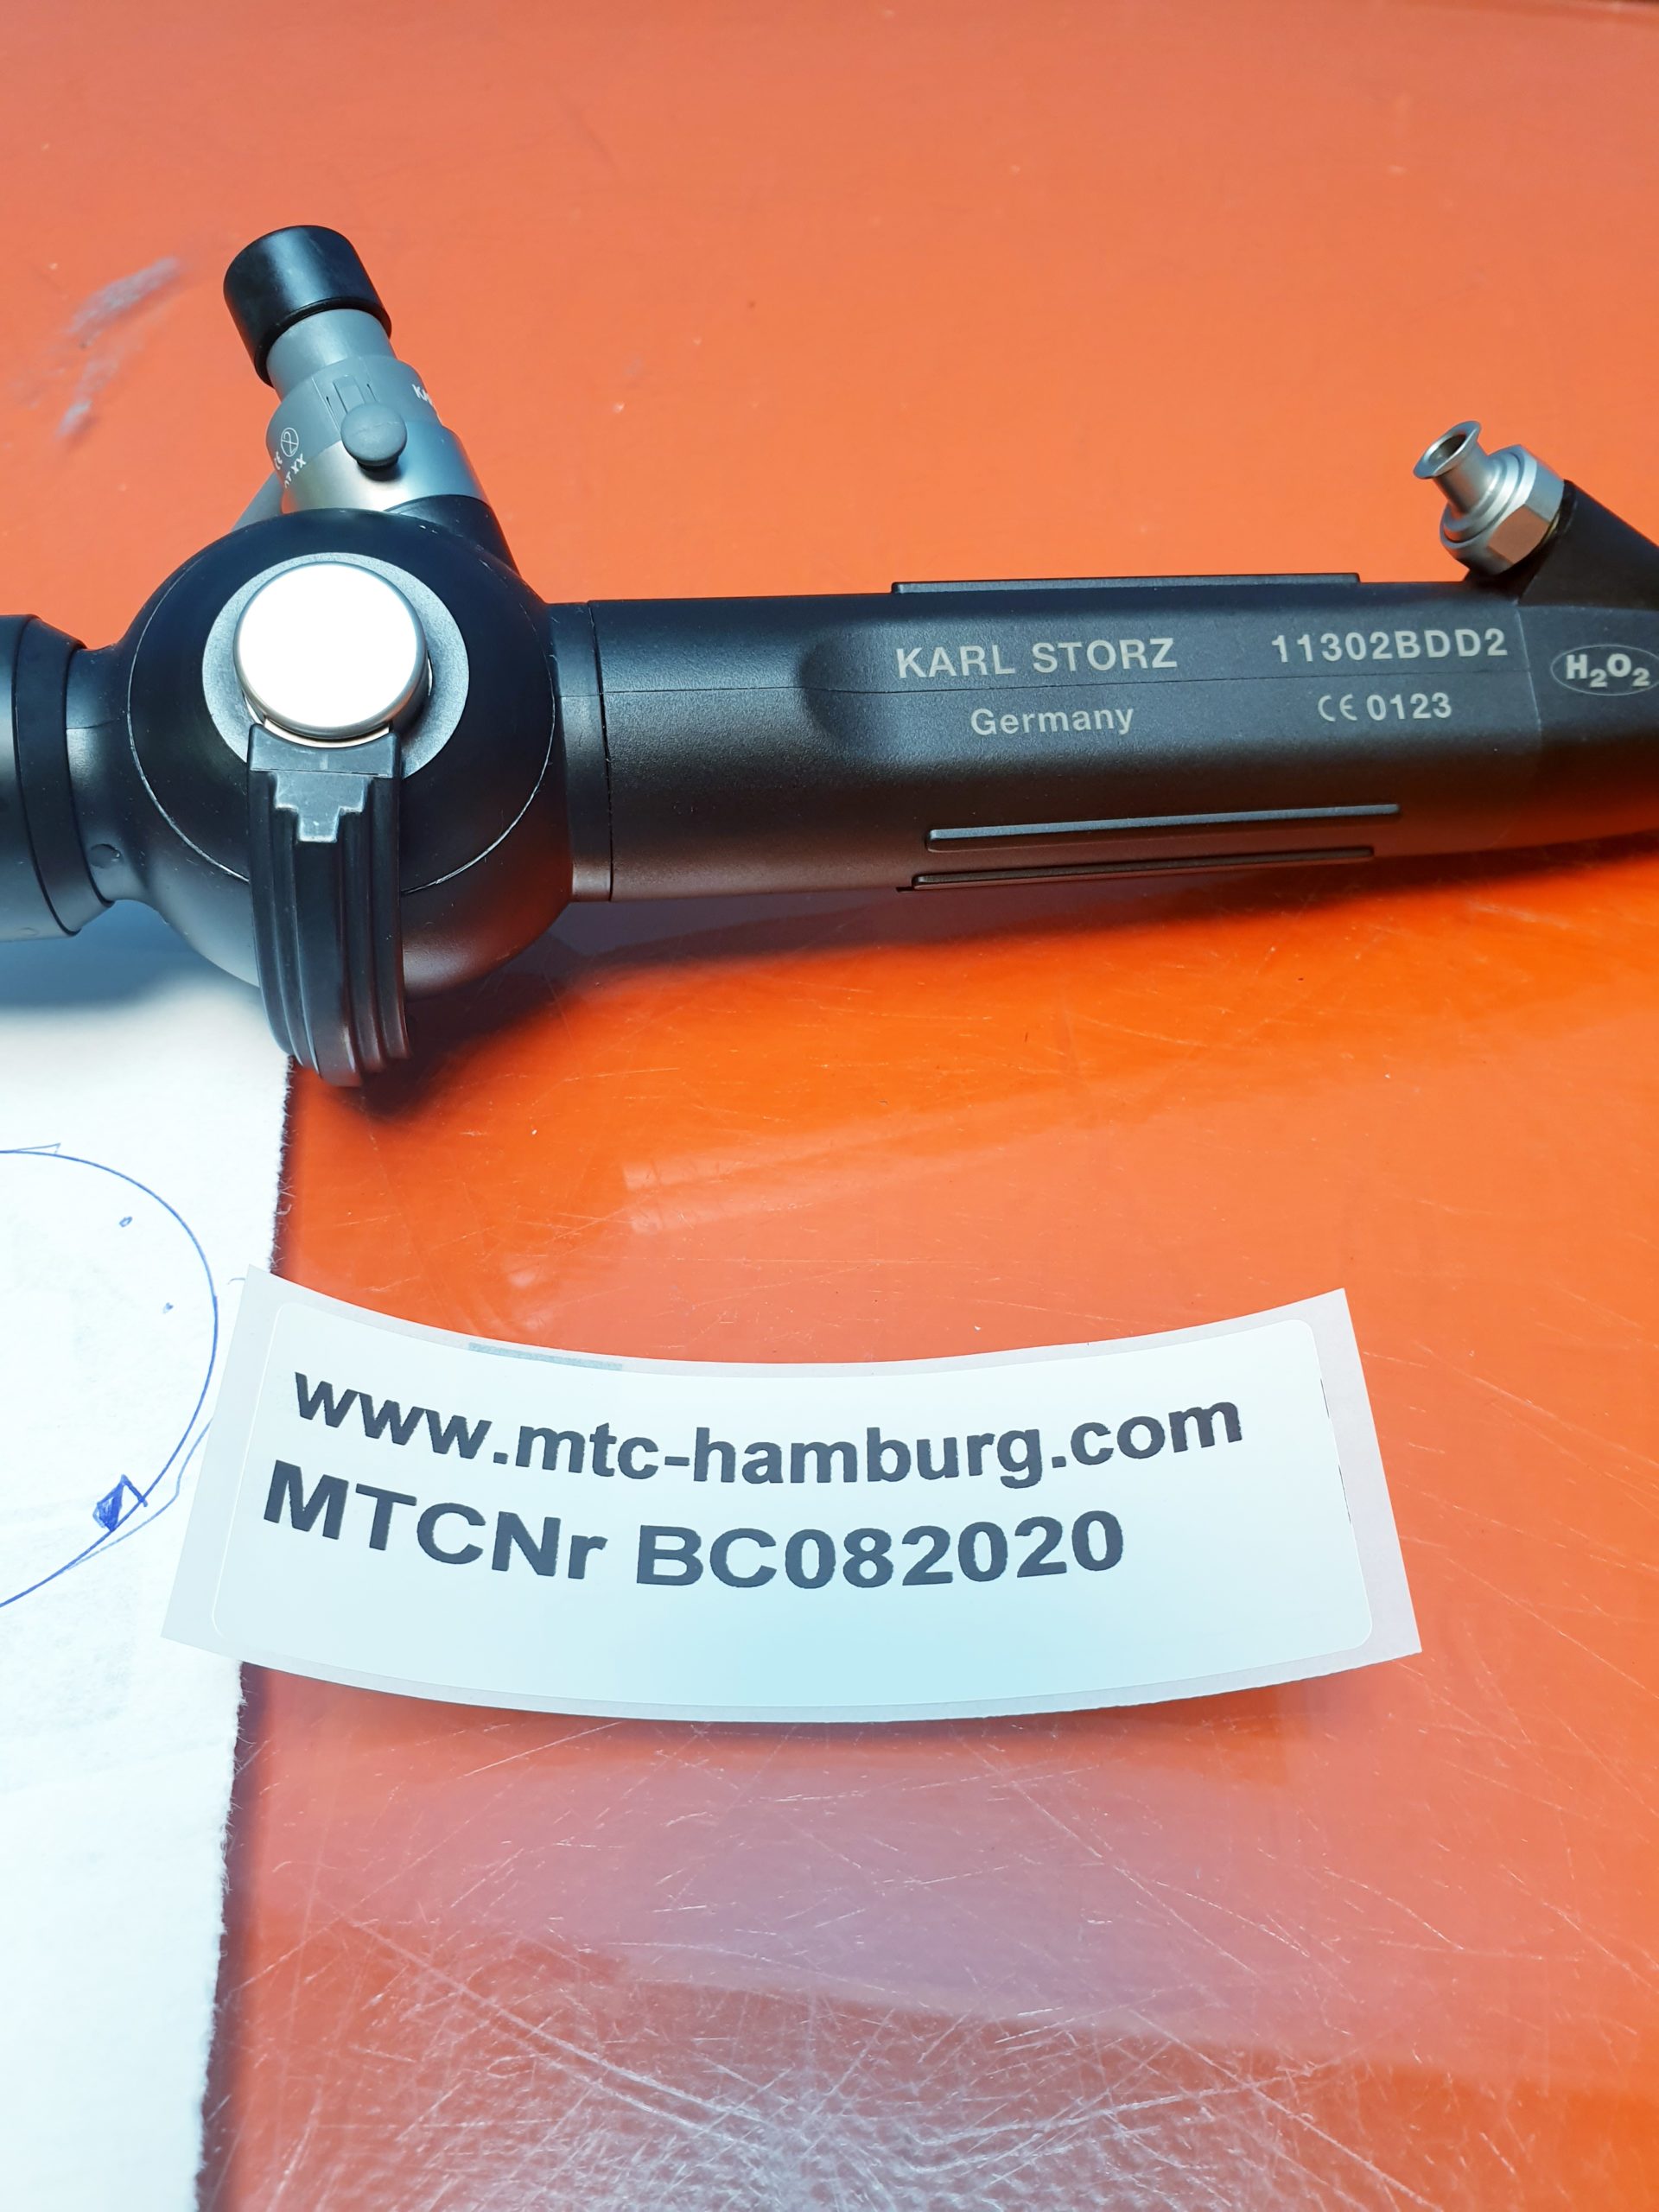 KARL STORZ 11302BDD2
Germany CE 0123
H₂O₂
www.mtc-hamburg.com
MTCNr BC082020